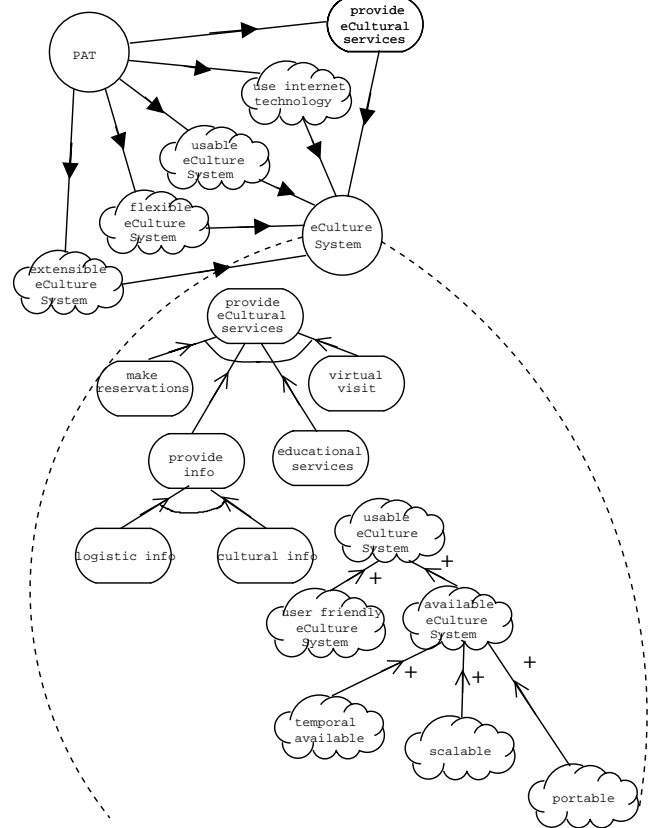 provide
eCultural
services
PAT
use internet
technology
usable
eCulture
System
flexible
eCulture
System
eCulture
System
extensible
eCulture
System
provide
eCultural
services
make
reservations
virtual
visit
provide
info
educational
services
logistic info
cultural info
usable
eCulture
System
+
+
user friendly
eCulture
System
available
eCulture
System
+
+
+
temporal
available
scalable
portable